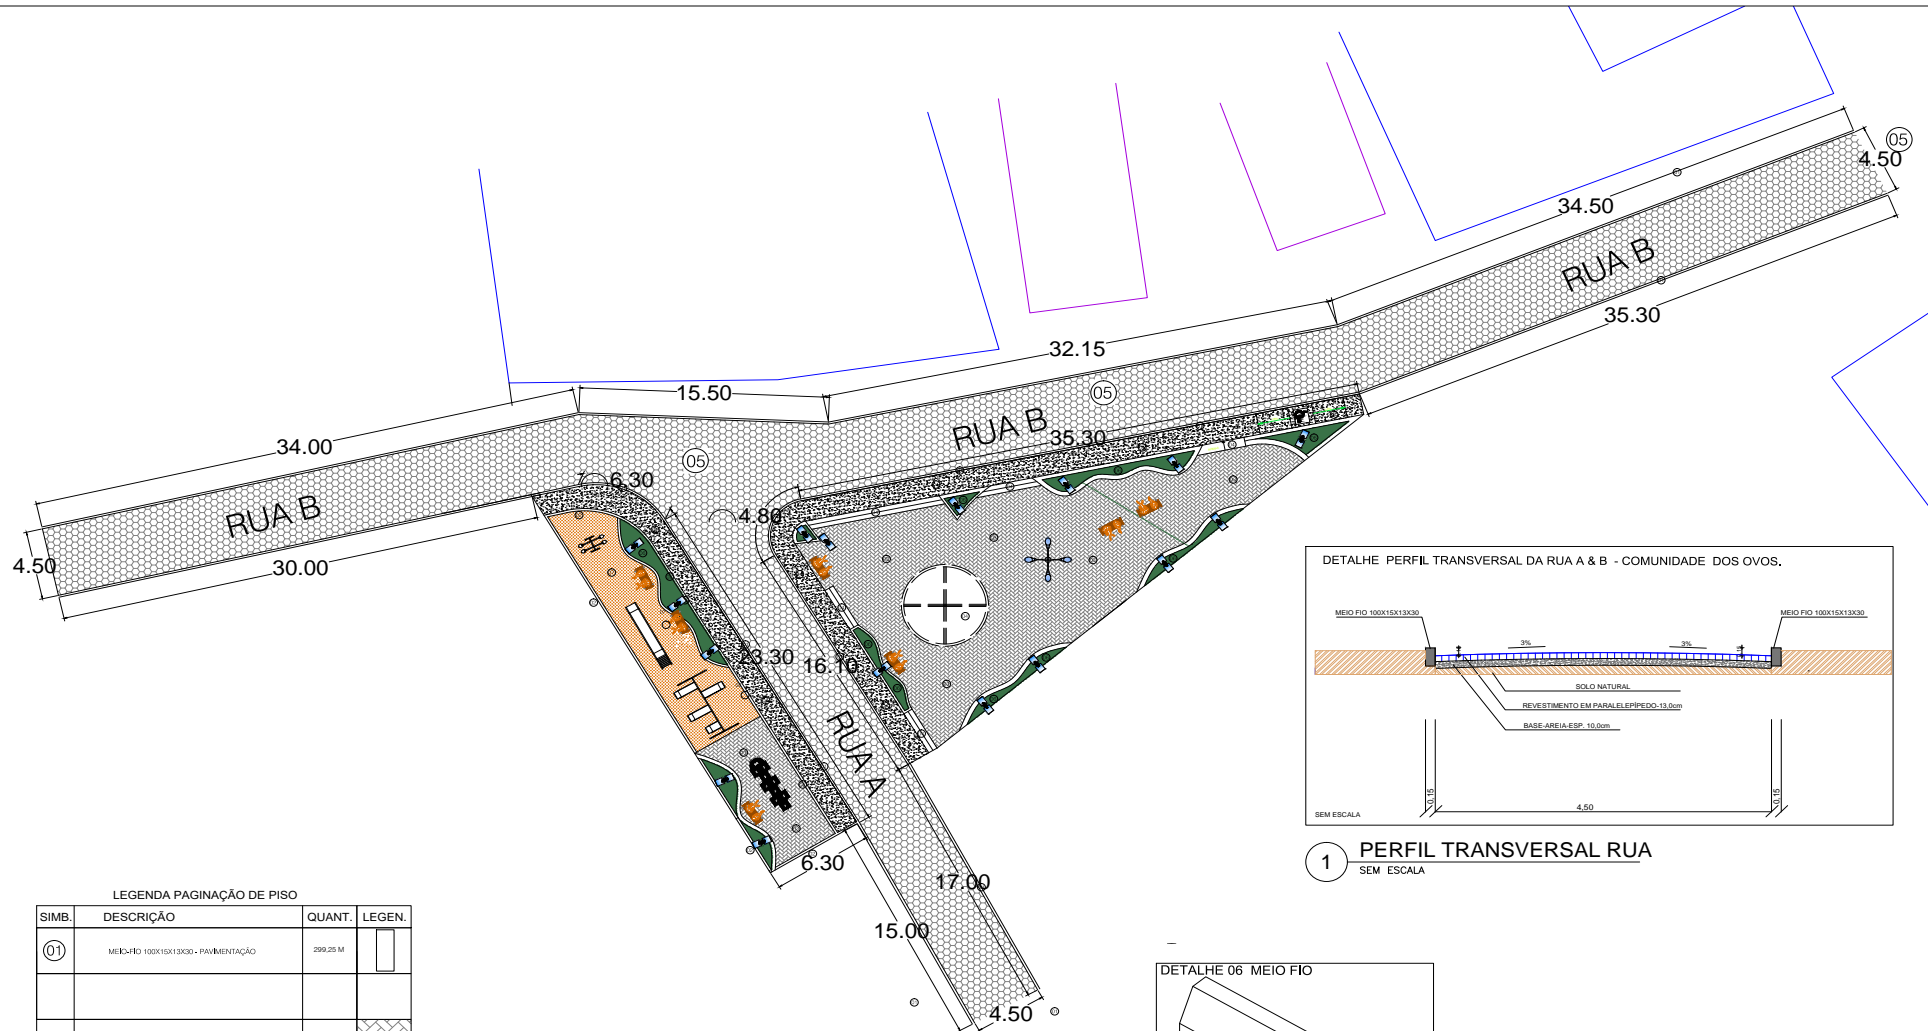 05
4.50
34.50
RUA B
35.30
32.15
05
15.50
RUA B
35.30
34.00
05
6.30
RUA B
4.80
4.50
30.00
23.30
16.10
RUA A
6.30
17.00
15.00
4.50
DETALHE PERFIL TRANSVERSAL DA RUA A & B - COMUNIDADE DOS OVOS.
MEIO FIO 100X15X13X30
MEIO FIO 100X15X13X30
3%
3%
SOLO NATURAL
REVESTIMENTO EM PARALELEPÍPEDO-13,0cm
BASE-AREIA-ESP. 10,0cm
0,15
4,50
0,15
SEM ESCALA
1 PERFIL TRANSVERSAL RUA
SEM ESCALA
LEGENDA PAGINAÇÃO DE PISO
SIMB. DESCRIÇÃO QUANT. LEGEN.
01 MEIO-FIO 100X15X13X30 - PAVIMENTAÇÃO 299,25 M
DETALHE 06 MEIO FIO